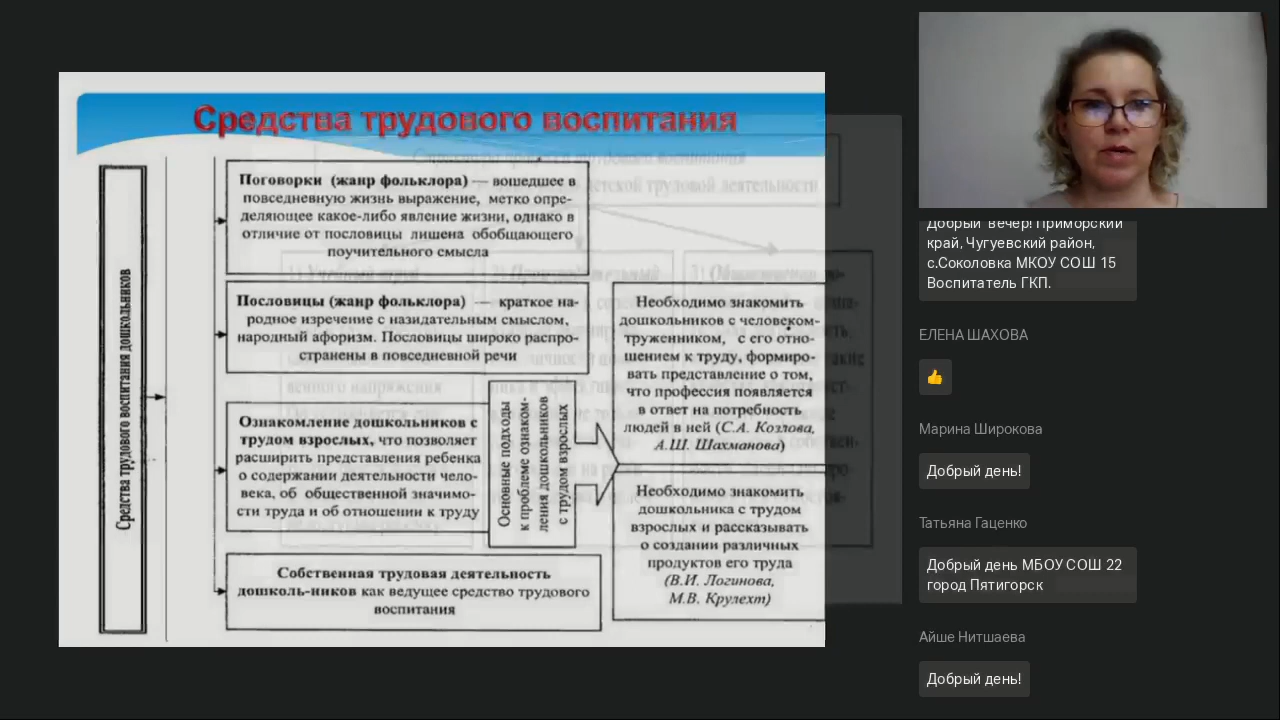 Средства трудового воспитания
Средства трудового воспитания дошкольников
Поговорки (жанр фольклора) — вошедшее в
повседневную жизнь выражение, метко опре-
деляющее какое-либо явление жизни, однако в
отличие от пословицы лишена обобщающего
поучительного смысла
Пословицы (жанр фольклора) — краткое на-
родное изречение с назидательным смыслом,
народный афоризм. Пословицы широко распро-
странены в повседневной речи
Ознакомление дошкольников с
трудом взрослых, что позволяет
расширить представления ребенка
о содержании деятельности чело-
века, об общественной значимо-
сти труда и об отношении к труду
Основные подходы
к проблеме ознаком-
ления дошкольников
с трудом взрослых
Необходимо знакомить
дошкольников с человеком-
труженником, с его отно-
шением к труду, формиро-
вать представление о том,
что профессия появляется
в ответ на потребность
людей в ней (С.А. Козлова,
А.Ш. Шахманова)
Необходимо знакомить
дошкольника с трудом
взрослых и рассказывать
о создании различных
продуктов его труда
(В.И. Логинова,
М.В. Крулехт)
Собственная трудовая деятельность
дошколь-ников как ведущее средство трудового
воспитания
Добрый вечер! Приморский
край, Чугуевский район,
с.Соколовка МКОУ СОШ 15
Воспитатель ГКП.
ЕЛЕНА ШАХОВА
👍
Марина Широкова
Добрый день!
Татьяна Гаценко
Добрый день МБОУ СОШ 22
город Пятигорск
Айше Нитшаева
Добрый день!